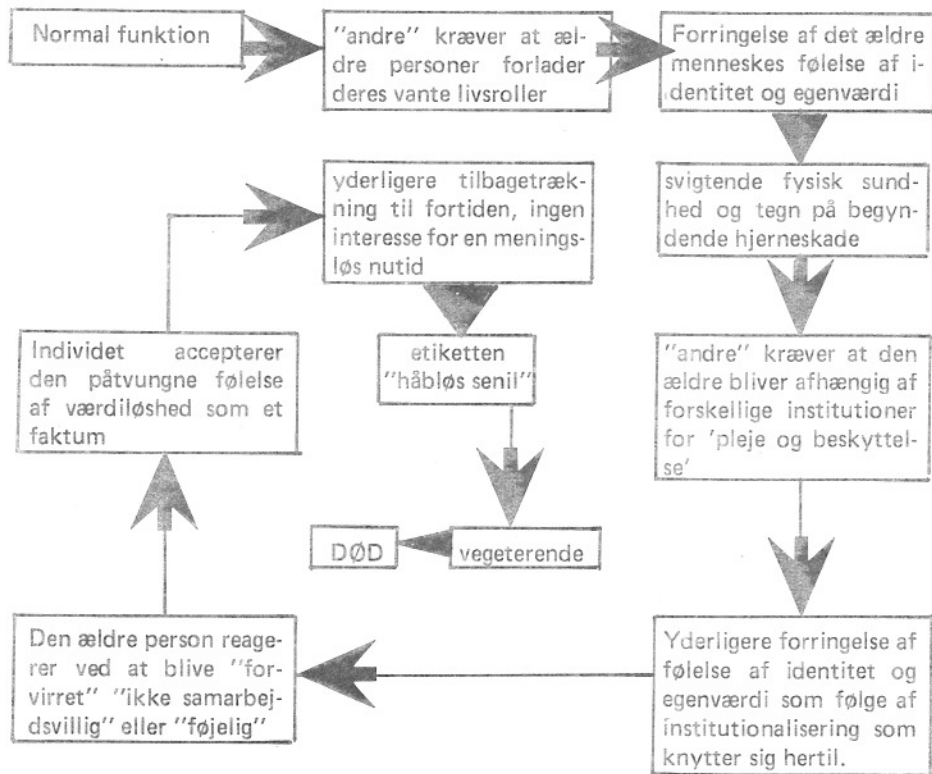 Normal funktion
"andre" kræver at æl-
dre personer forlader
deres vante livsroller
Forringelse af det ældre
menneskes følelse af i-
dentitet og egenværdi
svigtende fysisk sund-
hed og tegn på begyn-
dende hjerneskade
"andre" kræver at den
ældre bliver afhængig af
forskellige institutioner
for 'pleje og beskyttel-
se'
Yderligere forringelse af
følelse af identitet og
egenværdi som følge af
institutionalisering som
knytter sig hertil.
Den ældre person reage-
rer ved at blive "for-
virret" "ikke samarbej-
dsvillig" eller "føjelig"
Individet accepterer
den påtvungne følelse
af værdiløshed som et
faktum
yderligere tilbagetræk-
ning til fortiden, ingen
interesse for en menings-
løs nutid
etiketten
"håbløs senil"
vegeterende
DØD